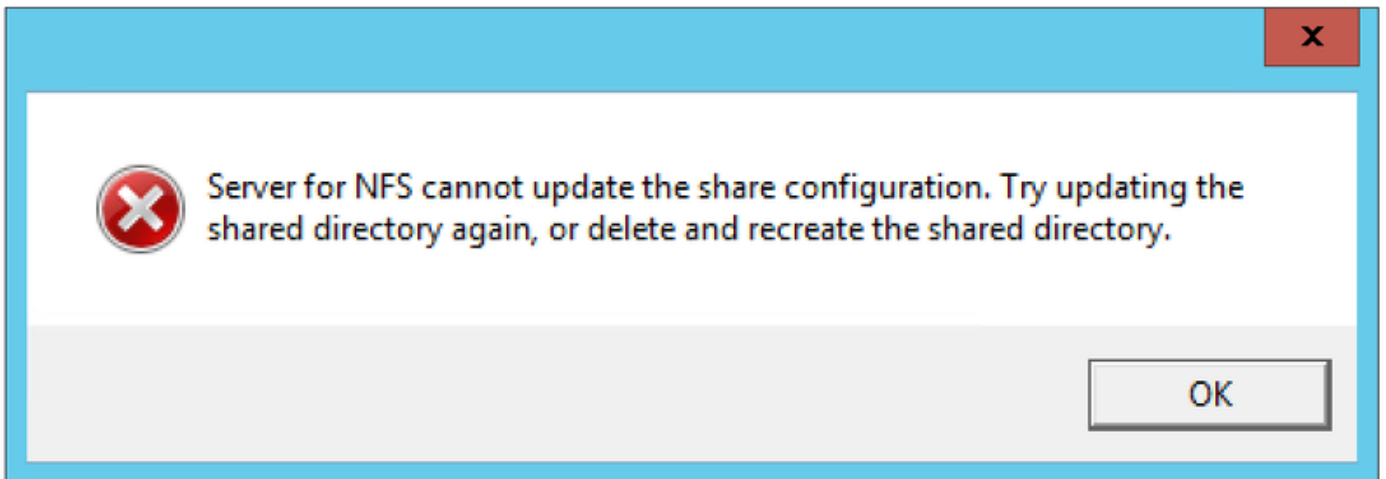 x
Server for NFS cannot update the share configuration. Try updating the
shared directory again, or delete and recreate the shared directory.
OK